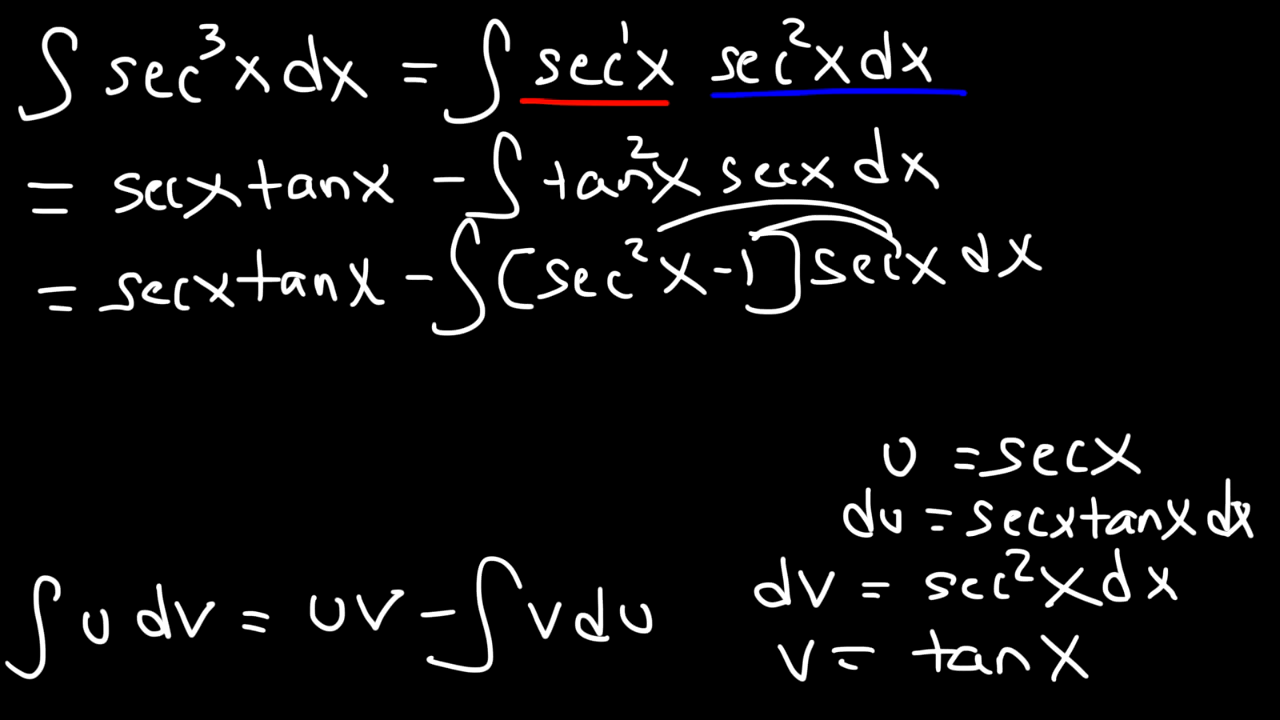 ∫ sec³x dx = ∫ sec¹x sec²x dx
= secx tanx − ∫ tan²x secx dx
= secx tanx − ∫ [sec²x − 1] secx dx
u = secx
du = secx tanx dx
dv = sec²x dx
∫ u dv = uv − ∫ v du
v = tanx